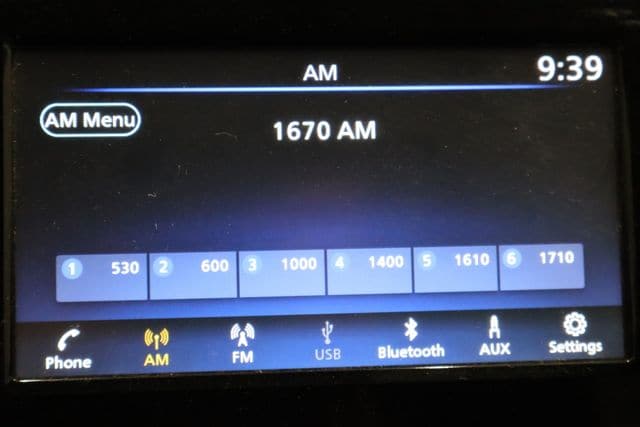 AM 9:39
AM Menu
1670 AM
1 530 2 600 3 1000 4 1400 5 1610 6 1710
Phone AM FM USB Bluetooth AUX Settings